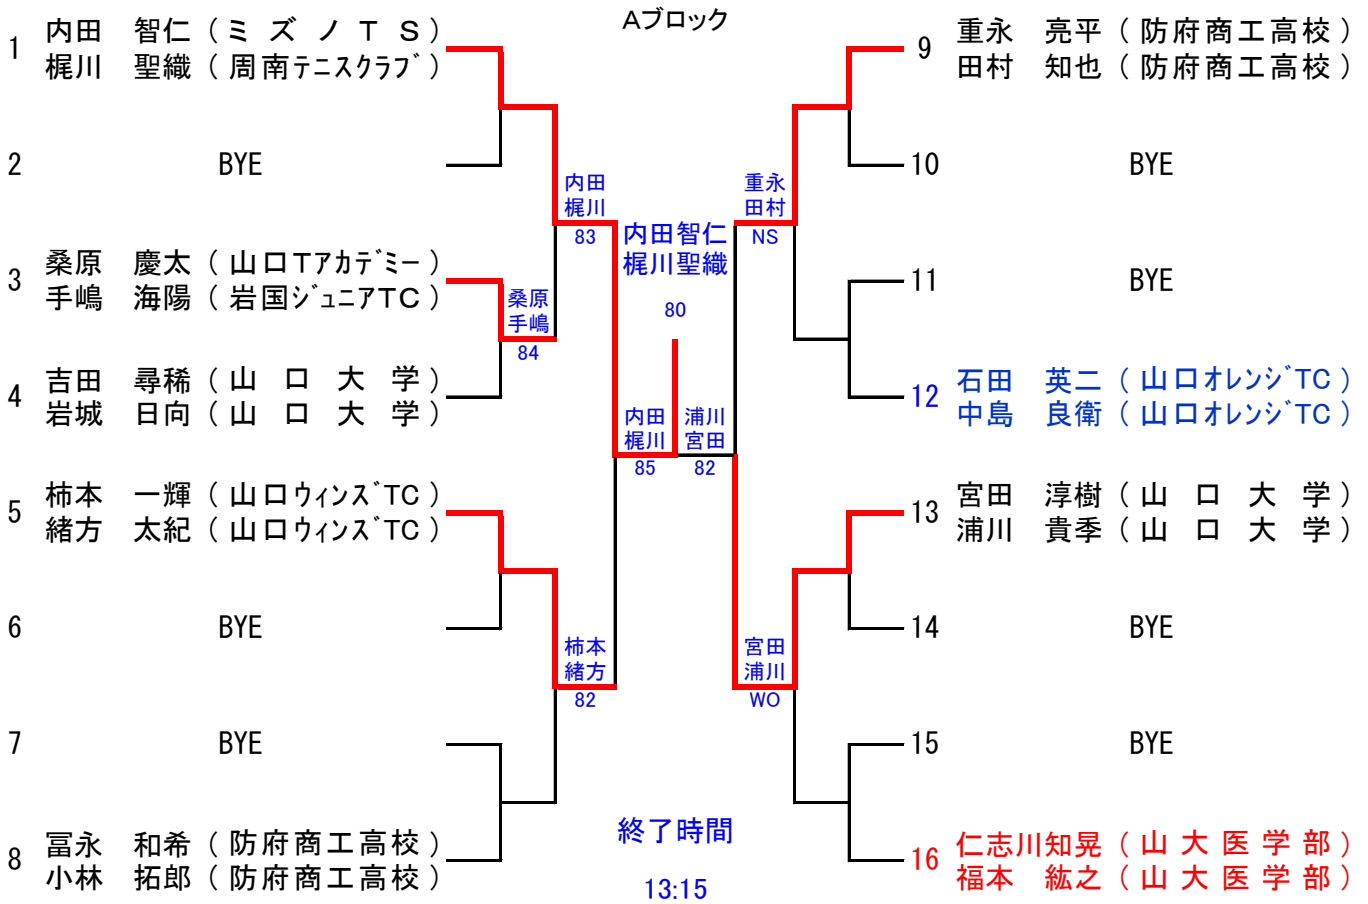 Aブロック
1 内田 智仁 (ミズノTS)
梶川 聖織 (周南テニスクラブ)
2 BYE
3 桑原 慶太 (山口Tアカデミー)
手嶋 海陽 (岩国ジュニアTC)
4 吉田 尋稀 (山口大学)
岩城 日向 (山口大学)
5 柿本 一輝 (山口ウィンズTC)
緒方 太紀 (山口ウィンズTC)
6 BYE
7 BYE
8 冨永 和希 (防府商工高校)
小林 拓郎 (防府商工高校)
桑原
手嶋
84
内田
梶川
83
柿本
緒方
82
内田
梶川
85
内田智仁
梶川聖織
80
浦川
宮田
82
重永
田村
NS
宮田
浦川
WO
終了時間
13:15
9 重永 亮平 (防府商工高校)
田村 知也 (防府商工高校)
10 BYE
11 BYE
12 石田 英二 (山口オレンジTC)
中島 良衛 (山口オレンジTC)
13 宮田 淳樹 (山口大学)
浦川 貴季 (山口大学)
14 BYE
15 BYE
16 仁志川知晃 (山大医学部)
福本 紘之 (山大医学部)